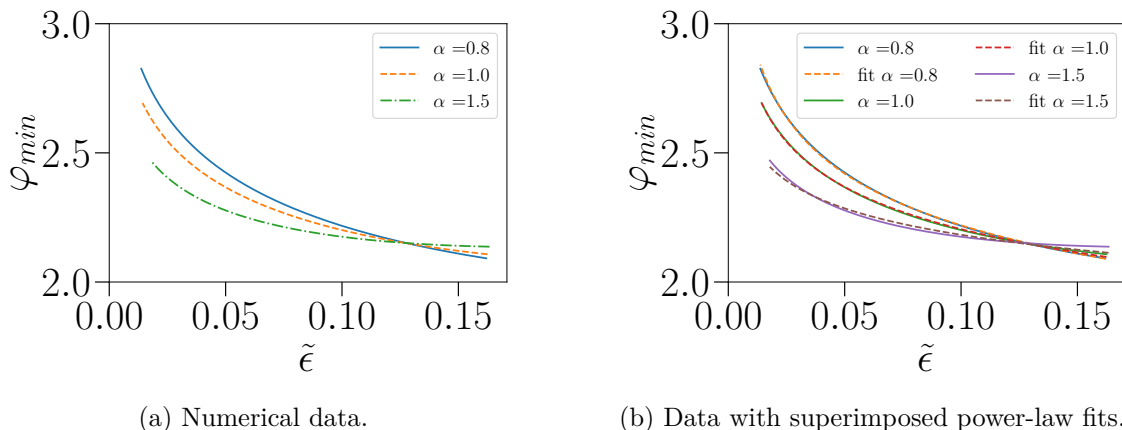 3.0
2.5
2.0
0.00
0.05
0.10
0.15
φ_min
ε̃
α =0.8
α =1.0
α =1.5
(a) Numerical data.
3.0
2.5
2.0
0.00
0.05
0.10
0.15
φ_min
ε̃
α =0.8
fit α =0.8
α =1.0
fit α =1.0
α =1.5
fit α =1.5
(b) Data with superimposed power-law fits.